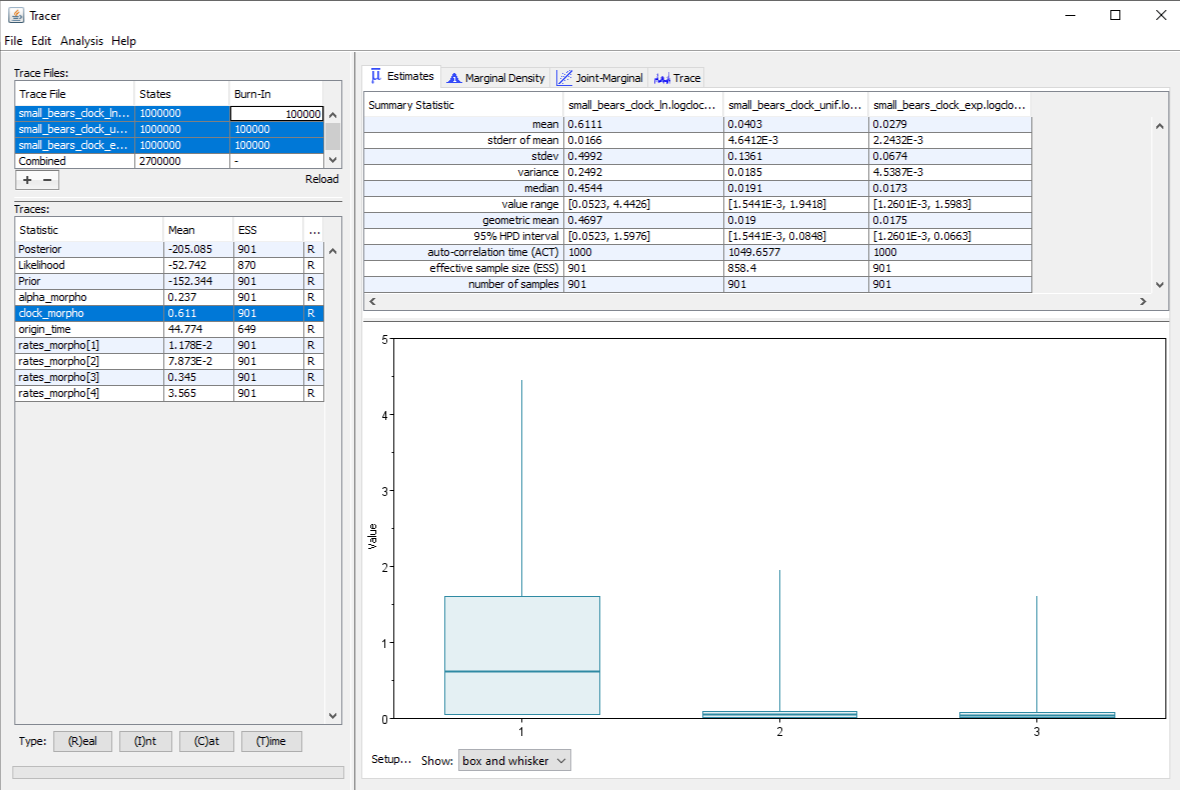 Tracer
File Edit Analysis Help
Trace Files:
Trace File States Burn-In
small_bears_clock_ln... 1000000 100000
small_bears_clock_u... 1000000 100000
small_bears_clock_e... 1000000 100000
Combined 2700000 -
+ − Reload
Traces:
Statistic Mean ESS ...
Posterior -205.085 901 R
Likelihood -52.742 870 R
Prior -152.344 901 R
alpha_morpho 0.237 901 R
clock_morpho 0.611 901 R
origin_time 44.774 649 R
rates_morpho[1] 1.178E-2 901 R
rates_morpho[2] 7.873E-2 901 R
rates_morpho[3] 0.345 901 R
rates_morpho[4] 3.565 901 R
Type: (R)eal (I)nt (C)at (T)ime
μ Estimates Marginal Density Joint-Marginal Trace
Summary Statistic small_bears_clock_ln.logcloc... small_bears_clock_unif.lo... small_bears_clock_exp.logclo...
mean 0.6111 0.0403 0.0279
stderr of mean 0.0166 4.6412E-3 2.2432E-3
stdev 0.4992 0.1361 0.0674
variance 0.2492 0.0185 4.5387E-3
median 0.4544 0.0191 0.0173
value range [0.0523, 4.4426] [1.5441E-3, 1.9418] [1.2601E-3, 1.5983]
geometric mean 0.4697 0.019 0.0175
95% HPD interval [0.0523, 1.5976] [1.5441E-3, 0.0848] [1.2601E-3, 0.0663]
auto-correlation time (ACT) 1000 1049.6577 1000
effective sample size (ESS) 901 858.4 901
number of samples 901 901 901
5
4
3
2
1
0
Value
1 2 3
Setup... Show: box and whisker